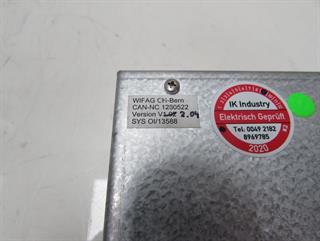 WIFAG CH-Bern
CAN-NC 1280522
Version V 2.04
SYS OI/13588
IK Industry
Elektrisch Geprüft
Tel. 0049 2182
8969785
2020